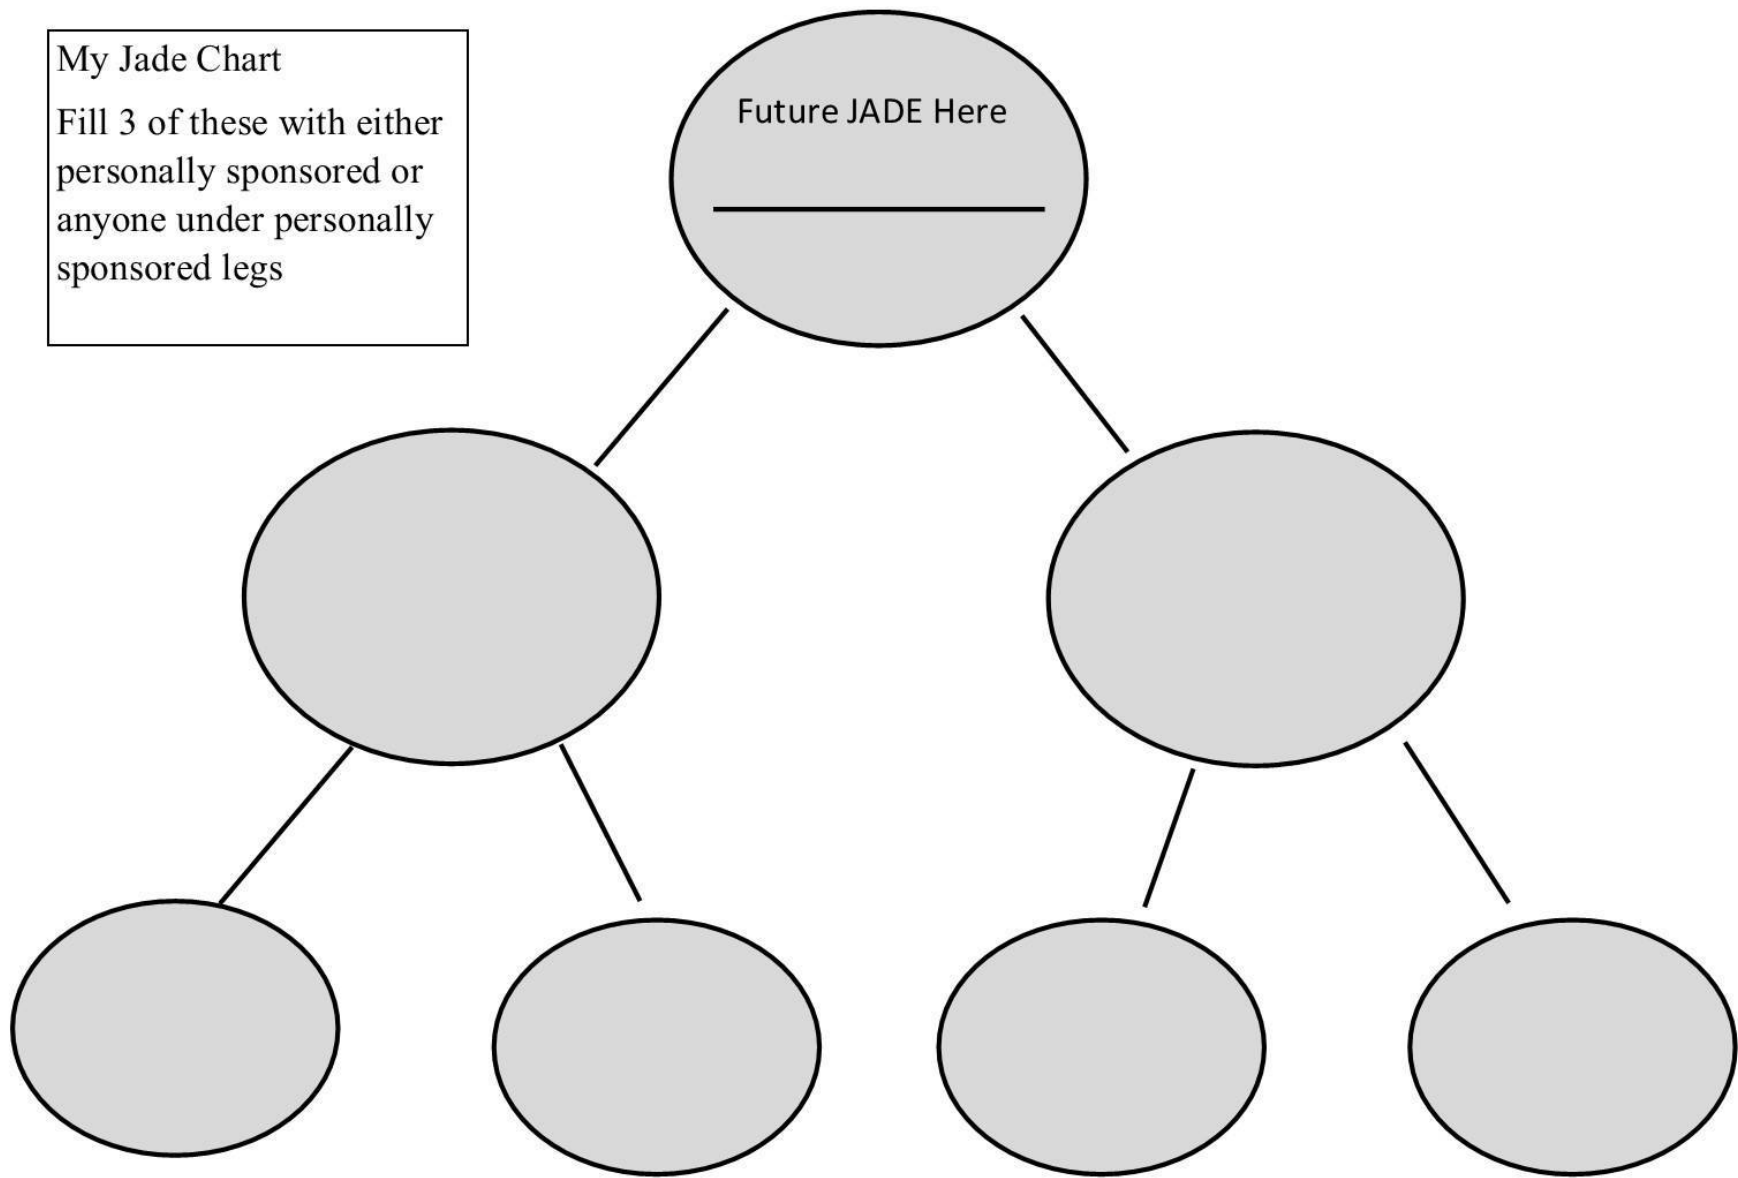 My Jade Chart
Fill 3 of these with either
personally sponsored or
anyone under personally
sponsored legs
Future JADE Here